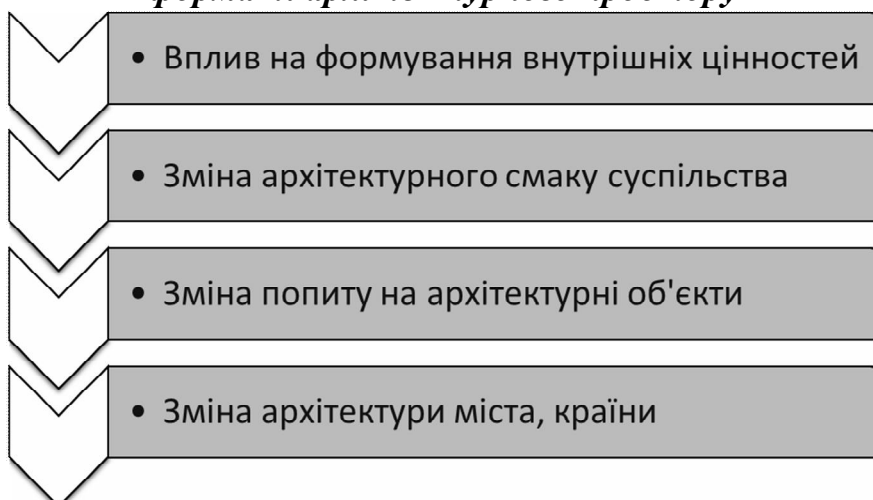 • Вплив на формування внутрішніх цінностей
• Зміна архітектурного смаку суспільства
• Зміна попиту на архітектурні об'єкти
• Зміна архітектури міста, країни